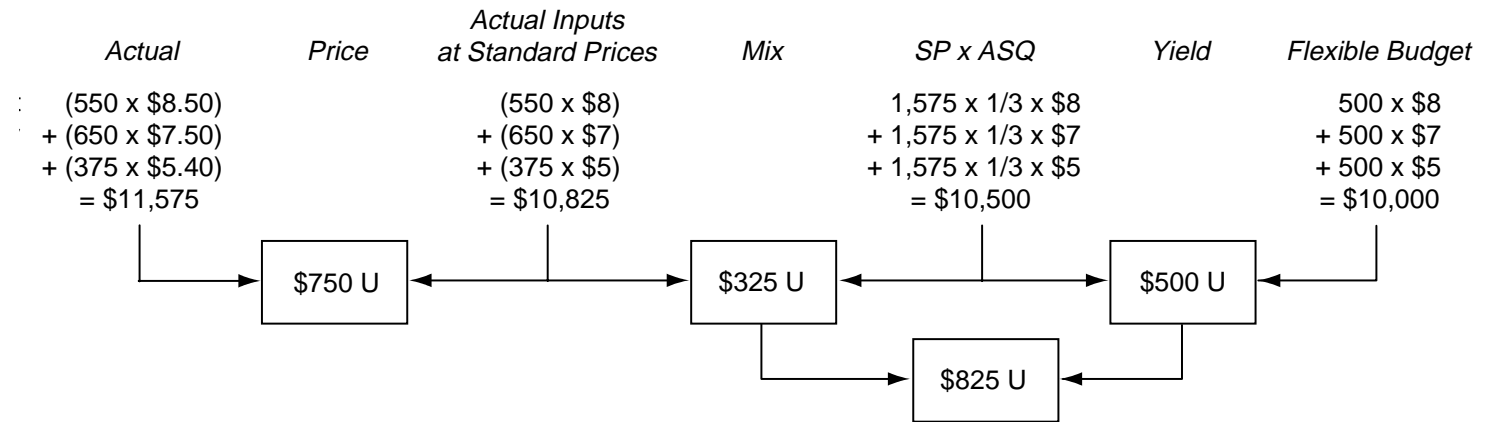 Actual Inputs
Actual Price at Standard Prices Mix SP x ASQ Yield Flexible Budget
(550 x $8.50) (550 x $8) 1,575 x 1/3 x $8 500 x $8
+ (650 x $7.50) + (650 x $7) + 1,575 x 1/3 x $7 + 500 x $7
+ (375 x $5.40) + (375 x $5) + 1,575 x 1/3 x $5 + 500 x $5
= $11,575 = $10,825 = $10,500 = $10,000
$750 U $325 U $500 U
$825 U